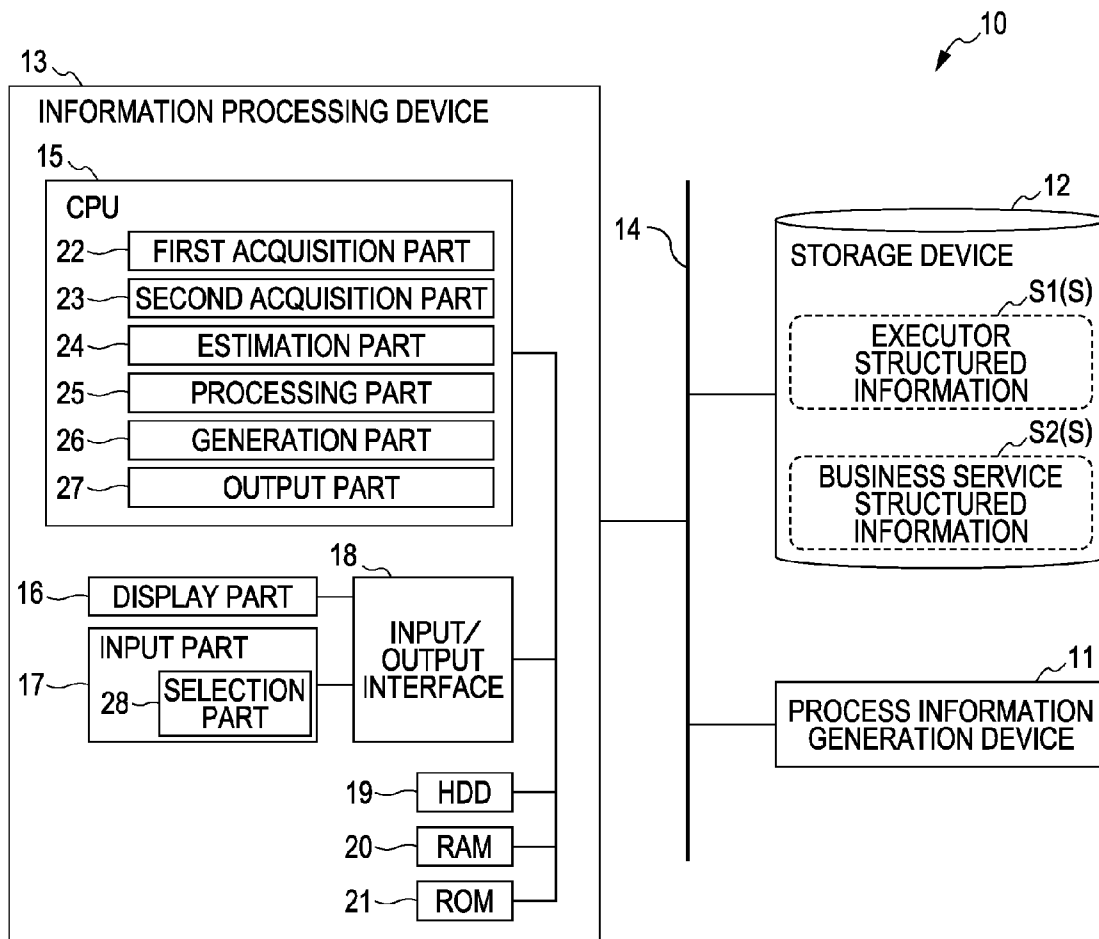 10
13
INFORMATION PROCESSING DEVICE
15
CPU
22
FIRST ACQUISITION PART
23
SECOND ACQUISITION PART
24
ESTIMATION PART
25
PROCESSING PART
26
GENERATION PART
27
OUTPUT PART
16
DISPLAY PART
17
INPUT PART
28
SELECTION
PART
18
INPUT/
OUTPUT
INTERFACE
19
HDD
20
RAM
21
ROM
14
12
STORAGE DEVICE
S1(S)
EXECUTOR
STRUCTURED
INFORMATION
S2(S)
BUSINESS SERVICE
STRUCTURED
INFORMATION
11
PROCESS INFORMATION
GENERATION DEVICE